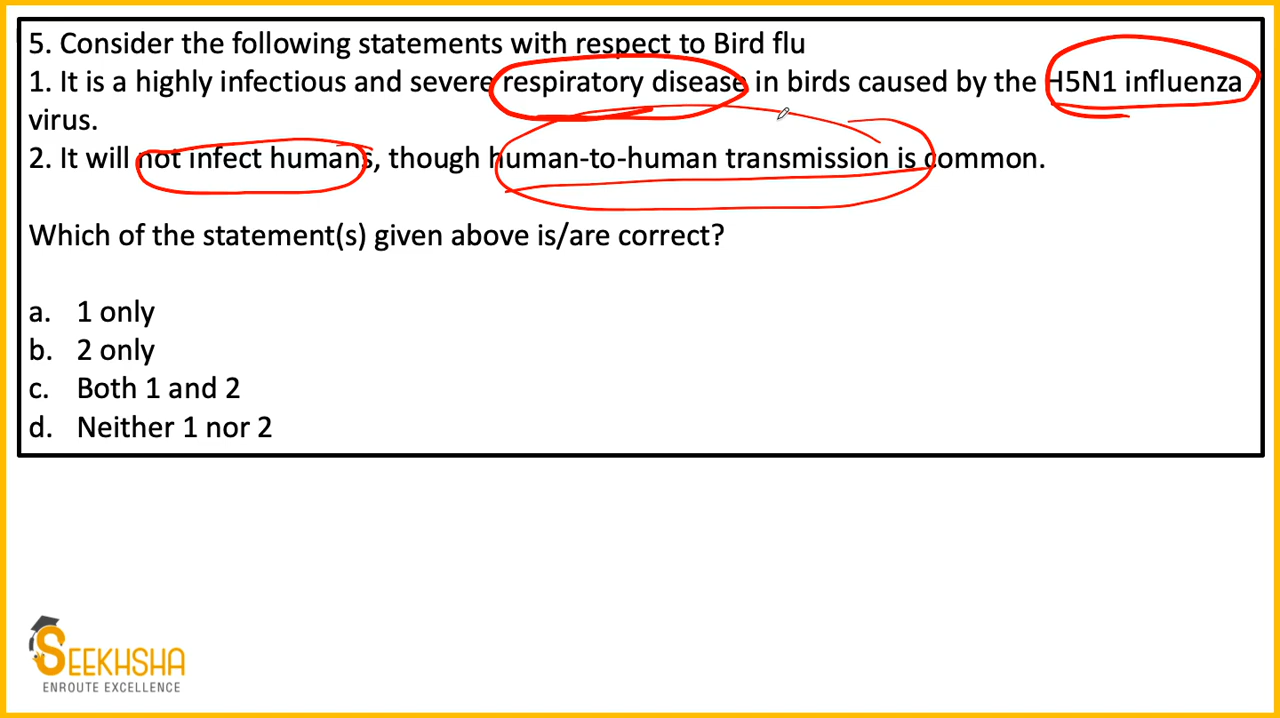 5. Consider the following statements with respect to Bird flu
1. It is a highly infectious and severe respiratory disease in birds caused by the H5N1 influenza
virus.
2. It will not infect humans, though human-to-human transmission is common.
Which of the statement(s) given above is/are correct?
a. 1 only
b. 2 only
c. Both 1 and 2
d. Neither 1 nor 2
SEEKHSHA
ENROUTE EXCELLENCE